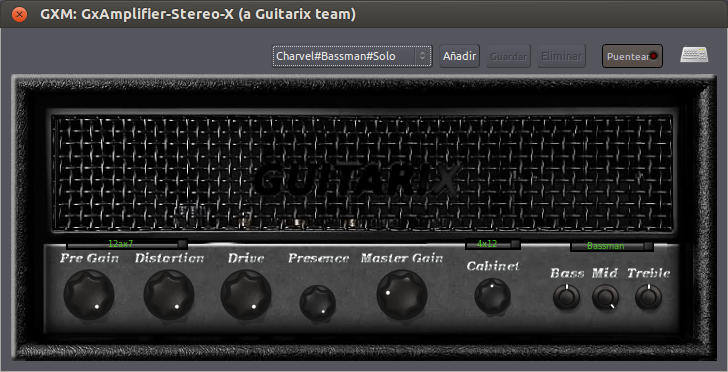 GXM: GxAmplifier-Stereo-X (a Guitarix team)
Charvel#Bassman#Solo Añadir Guardar Eliminar Puentear
GUITARIX
12ax7 4x12 Bassman
Pre Gain Distortion Drive Presence Master Gain Cabinet Bass Mid Treble